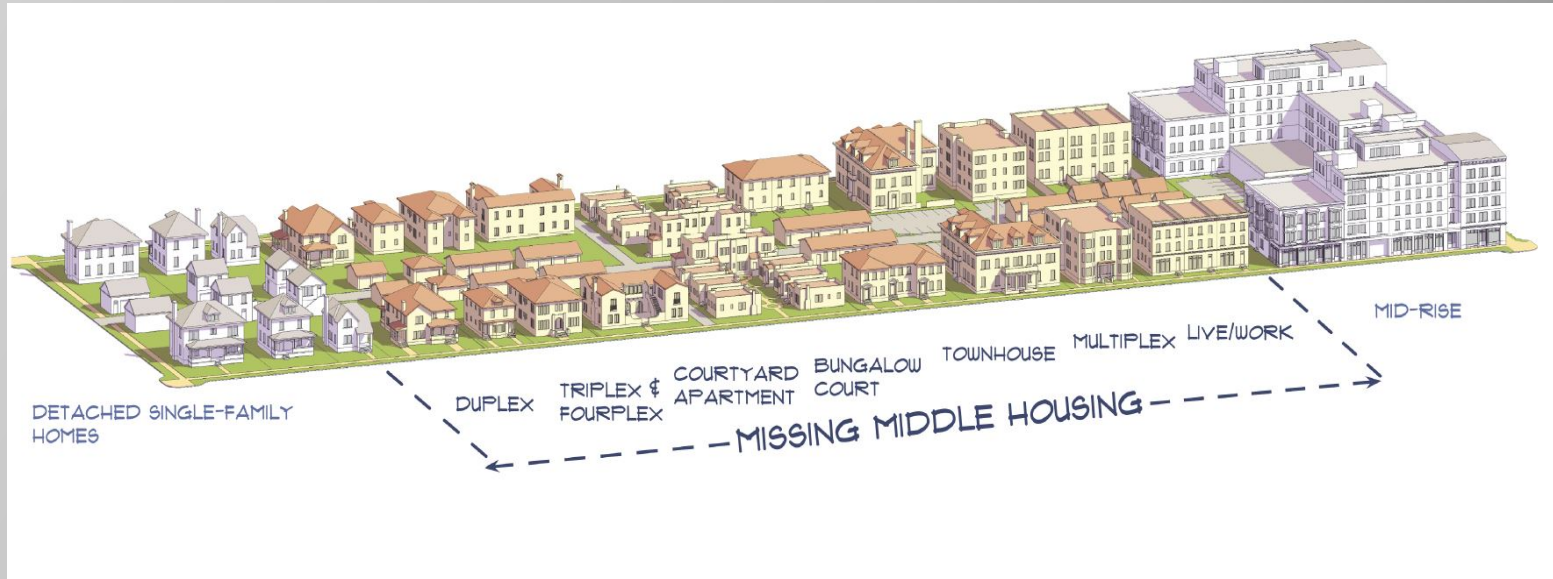 DETACHED SINGLE-FAMILY
HOMES
DUPLEX
TRIPLEX &
FOURPLEX
COURTYARD
APARTMENT
BUNGALOW
COURT
TOWNHOUSE
MULTIPLEX
LIVE/WORK
MID-RISE
MISSING MIDDLE HOUSING